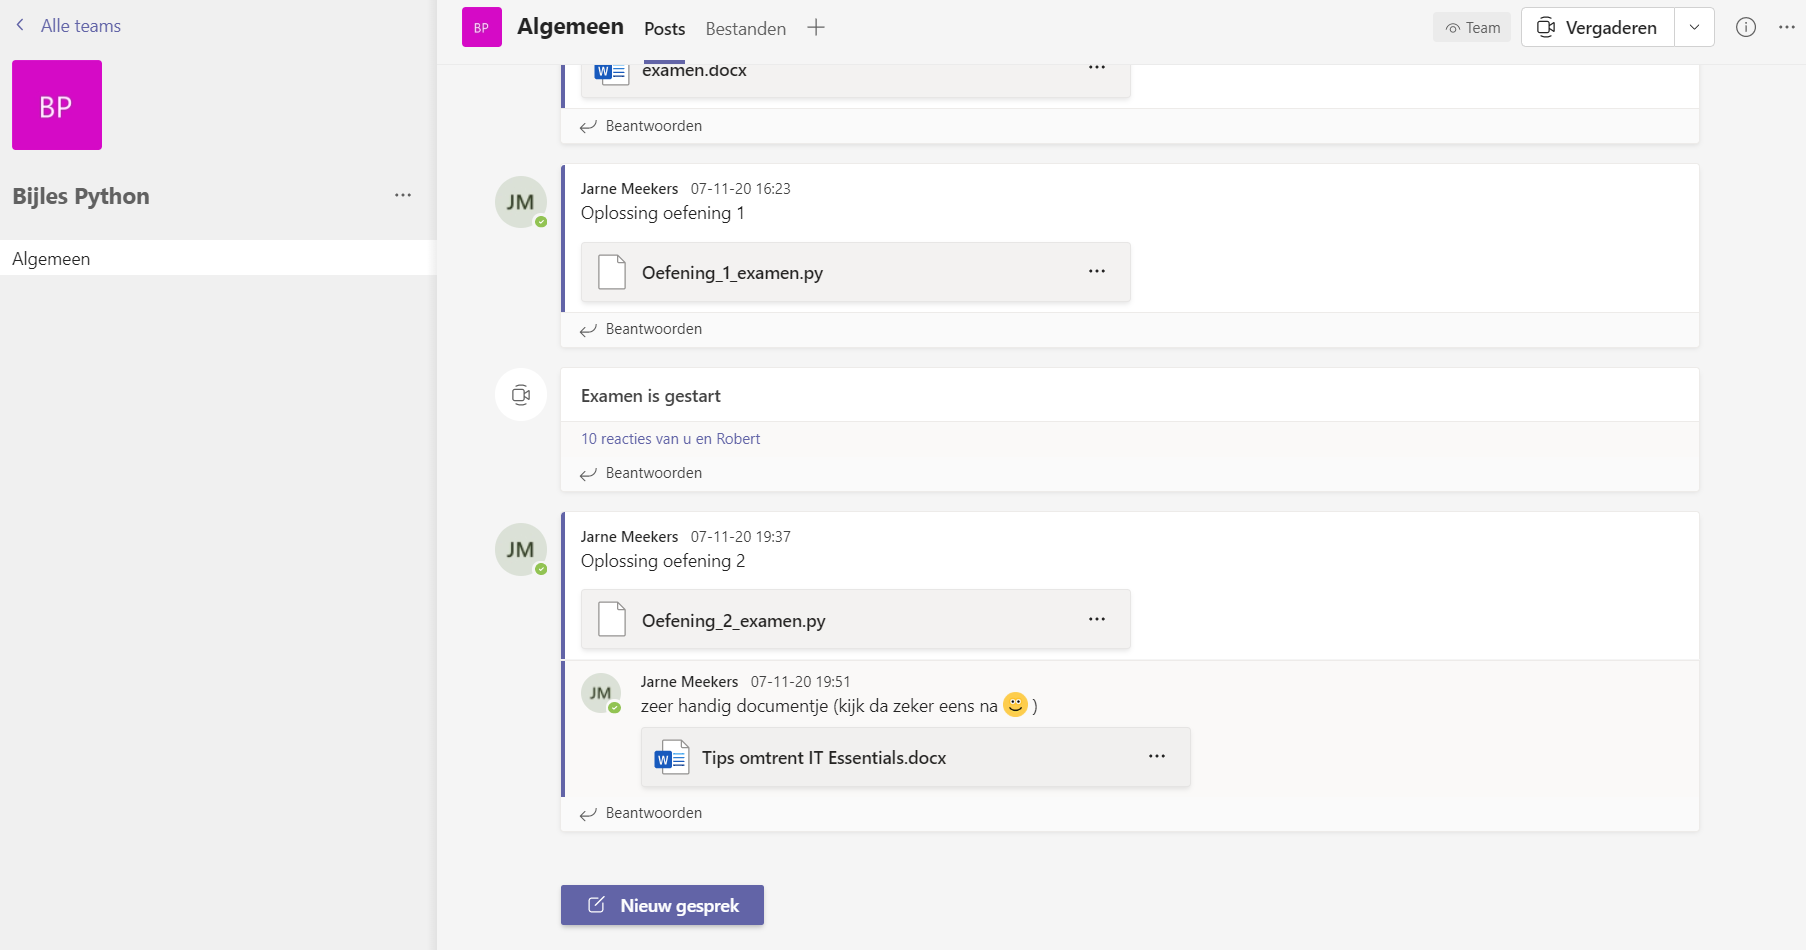 Alle teams
BP
Bijles Python
Algemeen
BP
Algemeen
Posts
Bestanden
Team
Vergaderen
examen.docx
Beantwoorden
JM
Jarne Meekers 07-11-20 16:23
Oplossing oefening 1
Oefening_1_examen.py
Beantwoorden
Examen is gestart
10 reacties van u en Robert
Beantwoorden
JM
Jarne Meekers 07-11-20 19:37
Oplossing oefening 2
Oefening_2_examen.py
JM
Jarne Meekers 07-11-20 19:51
zeer handig documentje (kijk da zeker eens na 🙂 )
W
Tips omtrent IT Essentials.docx
Beantwoorden
Nieuw gesprek